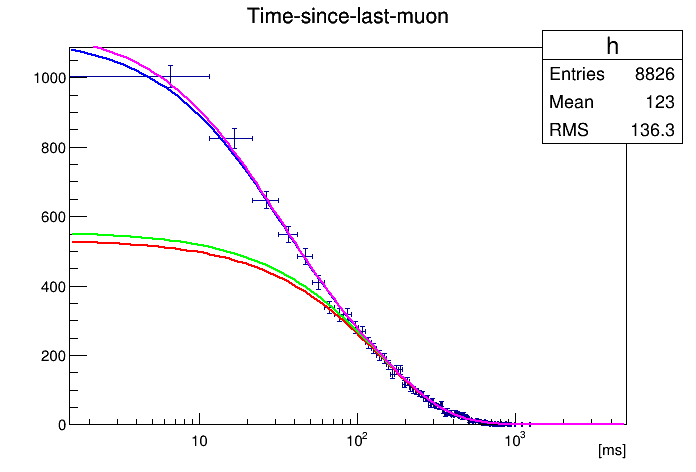 Time-since-last-muon
h
Entries 8826
Mean 123
RMS 136.3
1000
800
600
400
200
0
10
10²
10³
[ms]